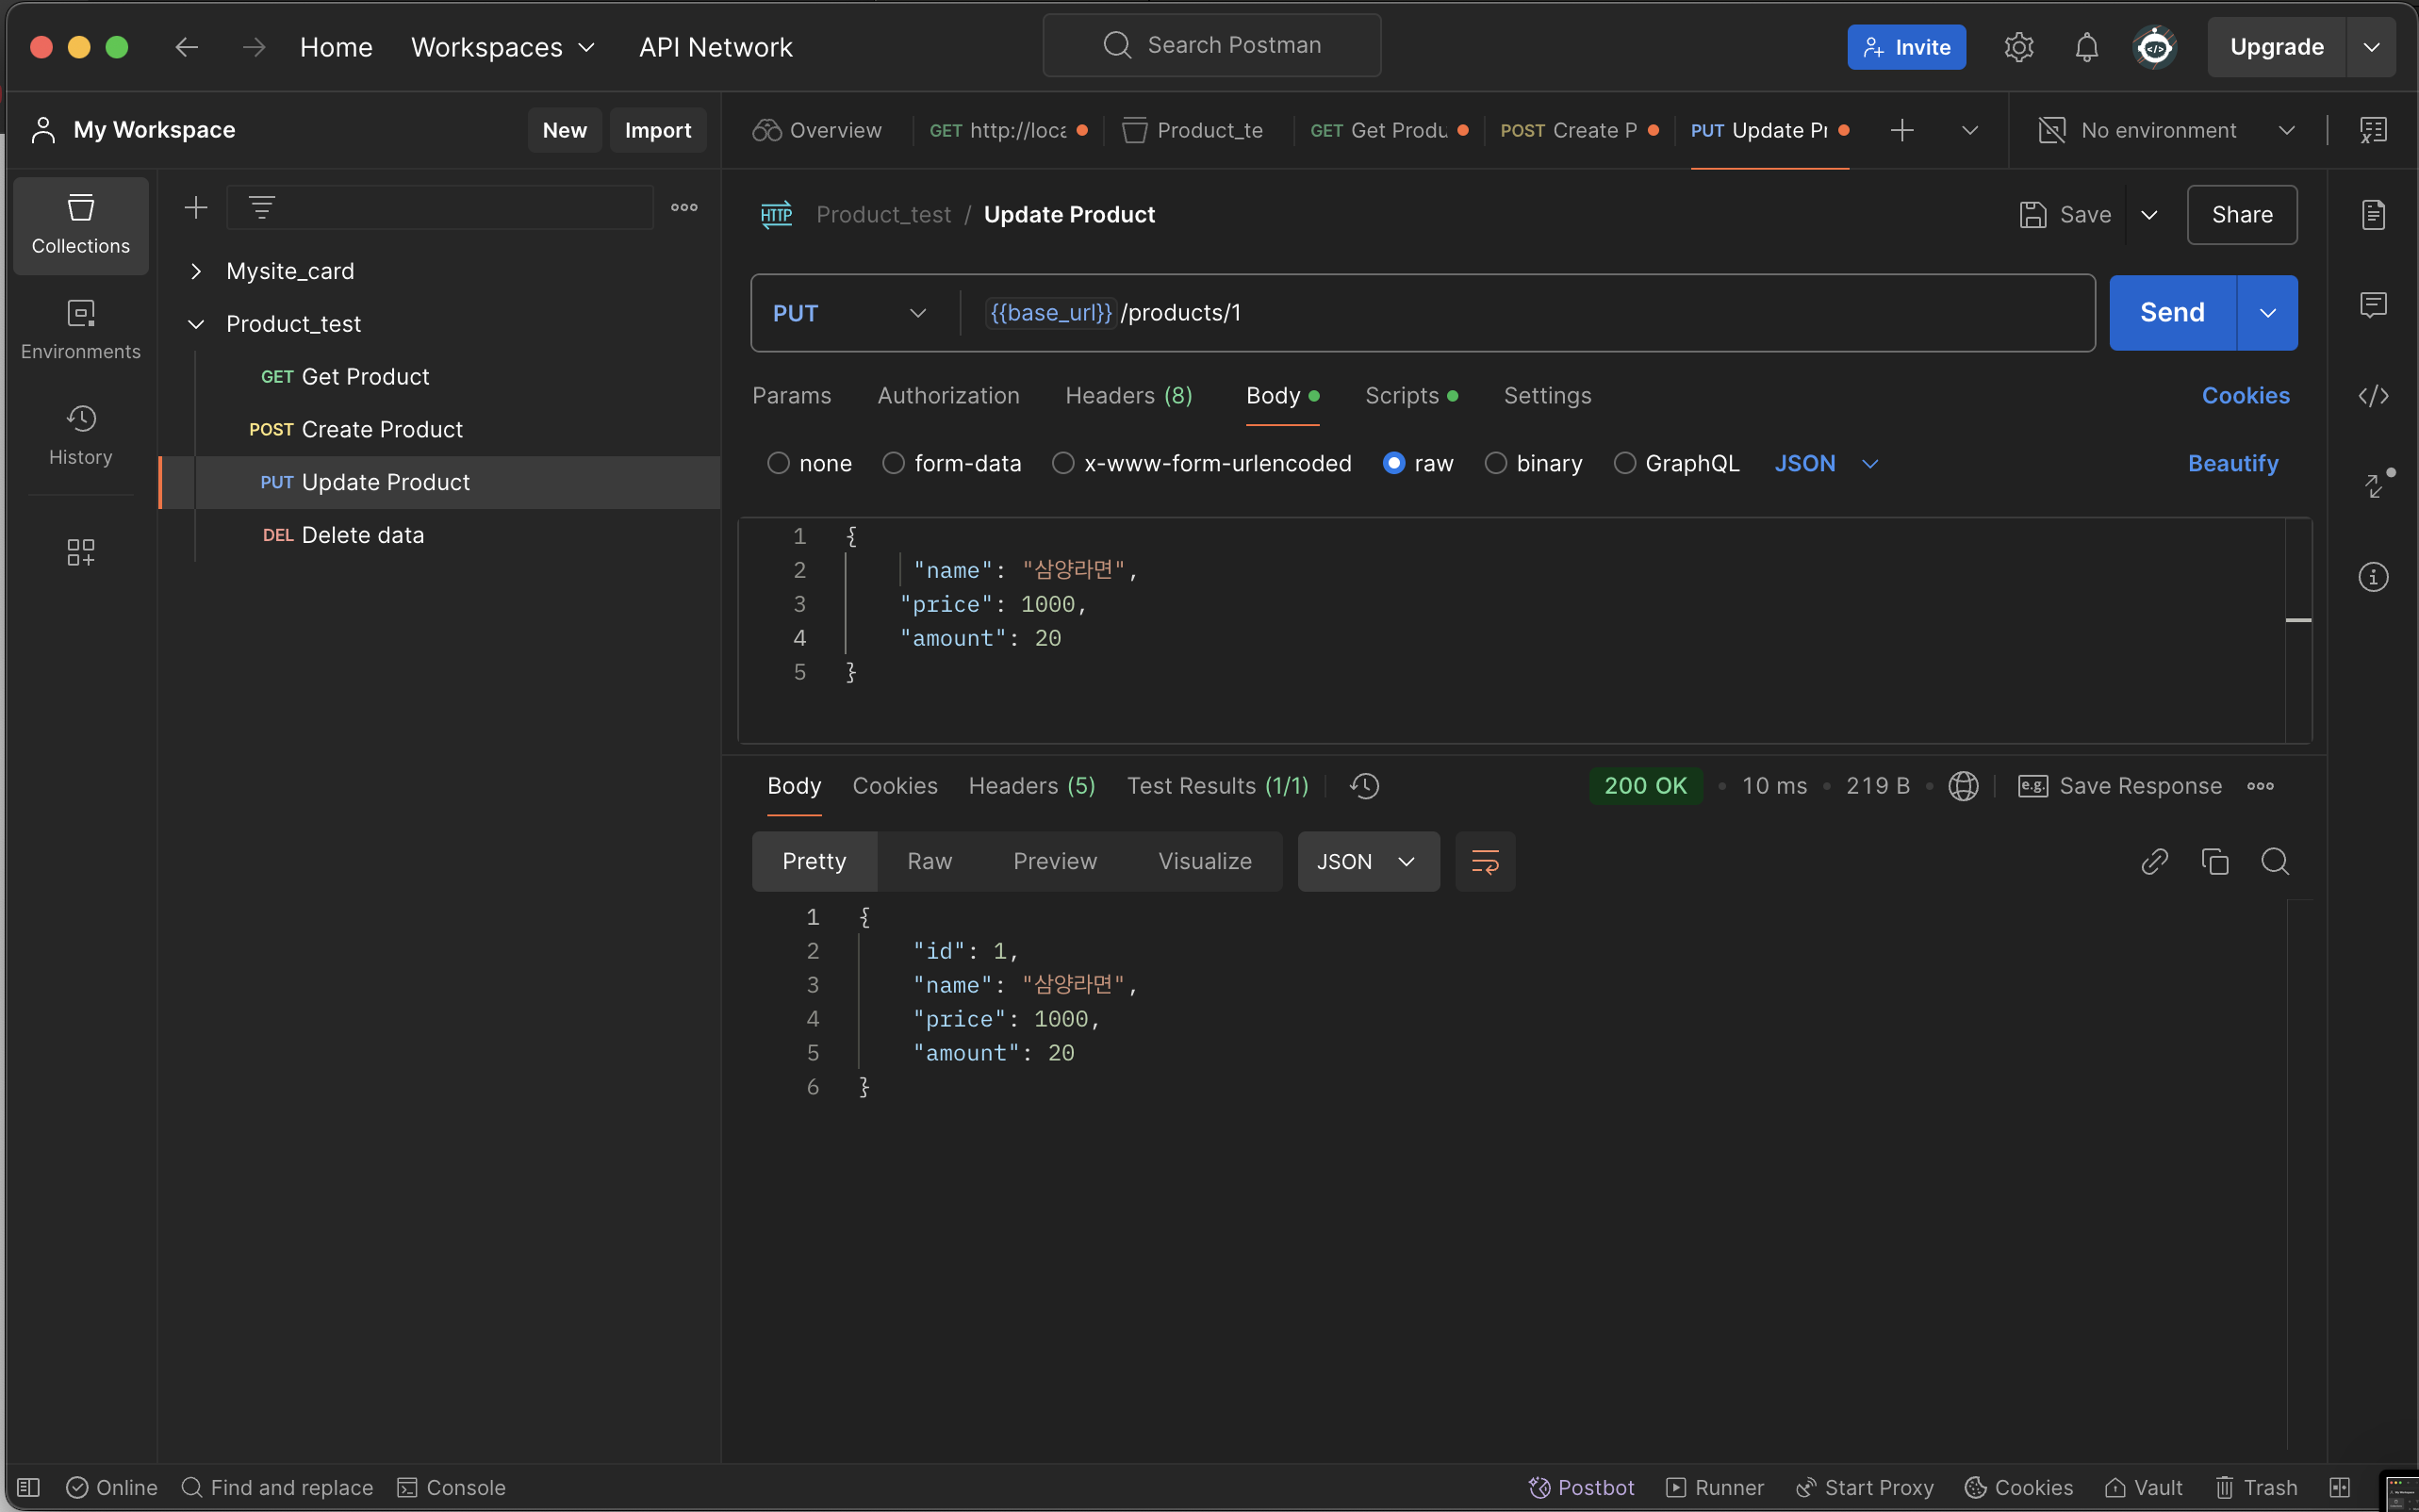 Home Workspaces API Network Search Postman Invite Upgrade
My Workspace New Import Overview GET http://loca Product_te GET Get Produ POST Create P PUT Update Pr No environment
Collections
Environments
History
Mysite_card
Product_test
GET Get Product
POST Create Product
PUT Update Product
DEL Delete data
HTTP Product_test / Update Product Save Share
PUT {{base_url}}/products/1 Send
Params Authorization Headers (8) Body Scripts Settings Cookies
none form-data x-www-form-urlencoded raw binary GraphQL JSON Beautify
1 {
2 "name": "삼양라면",
3 "price": 1000,
4 "amount": 20
5 }
Body Cookies Headers (5) Test Results (1/1) 200 OK 10 ms 219 B e.g. Save Response
Pretty Raw Preview Visualize JSON
1 {
2 "id": 1,
3 "name": "삼양라면",
4 "price": 1000,
5 "amount": 20
6 }
Online Find and replace Console Postbot Runner Start Proxy Cookies Vault Trash